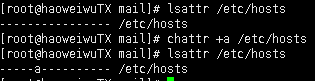 [root@haoweiwuTX mail]# lsattr /etc/hosts
---------------- /etc/hosts
[root@haoweiwuTX mail]# chattr +a /etc/hosts
[root@haoweiwuTX mail]# lsattr /etc/hosts
-----a---------- /etc/hosts